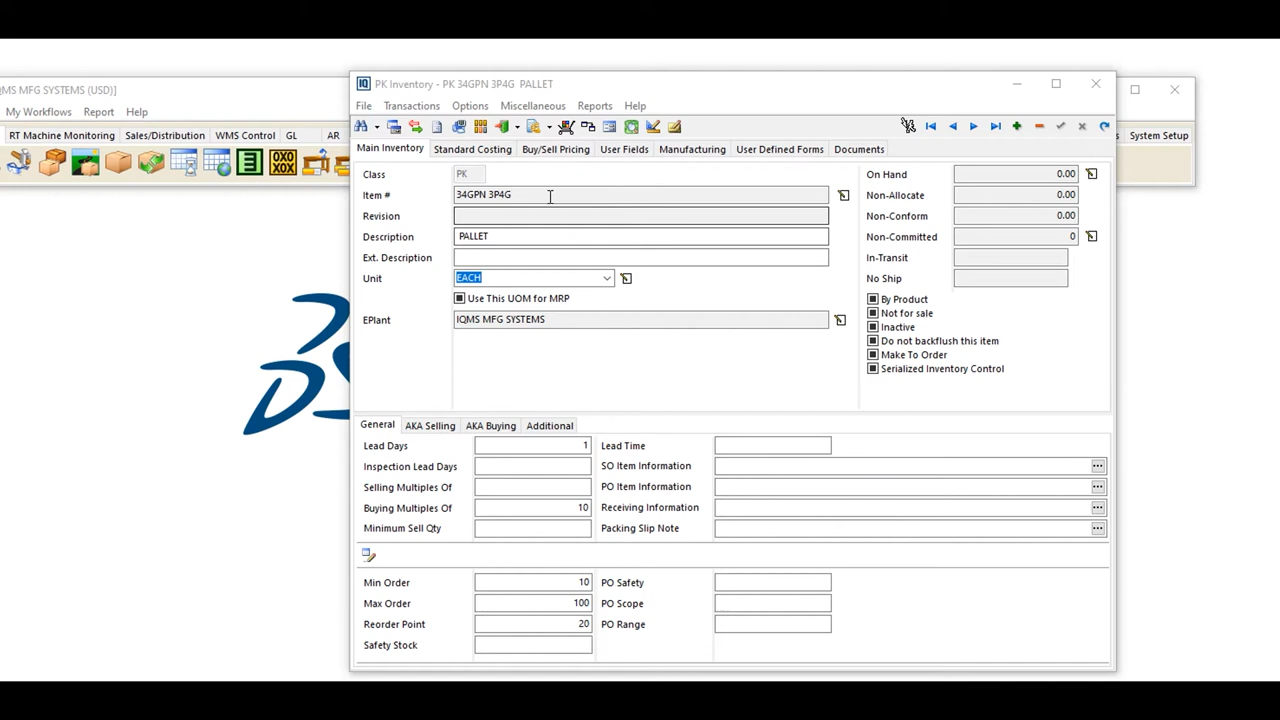 IQMS MFG SYSTEMS (USD)]
My Workflows Report Help
RT Machine Monitoring Sales/Distribution WMS Control GL AR System Setup
IQ PK Inventory - PK 34GPN 3P4G PALLET
File Transactions Options Miscellaneous Reports Help
Main Inventory Standard Costing Buy/Sell Pricing User Fields Manufacturing User Defined Forms Documents
Class PK
Item # 34GPN 3P4G
Revision
Description PALLET
Ext. Description
Unit EACH
Use This UOM for MRP
EPlant IQMS MFG SYSTEMS
On Hand 0.00
Non-Allocate 0.00
Non-Conform 0.00
Non-Committed 0
In-Transit
No Ship
By Product
Not for sale
Inactive
Do not backflush this item
Make To Order
Serialized Inventory Control
General AKA Selling AKA Buying Additional
Lead Days 1 Lead Time
Inspection Lead Days SO Item Information
Selling Multiples Of PO Item Information
Buying Multiples Of 10 Receiving Information
Minimum Sell Qty Packing Slip Note
Min Order 10 PO Safety
Max Order 100 PO Scope
Reorder Point 20 PO Range
Safety Stock